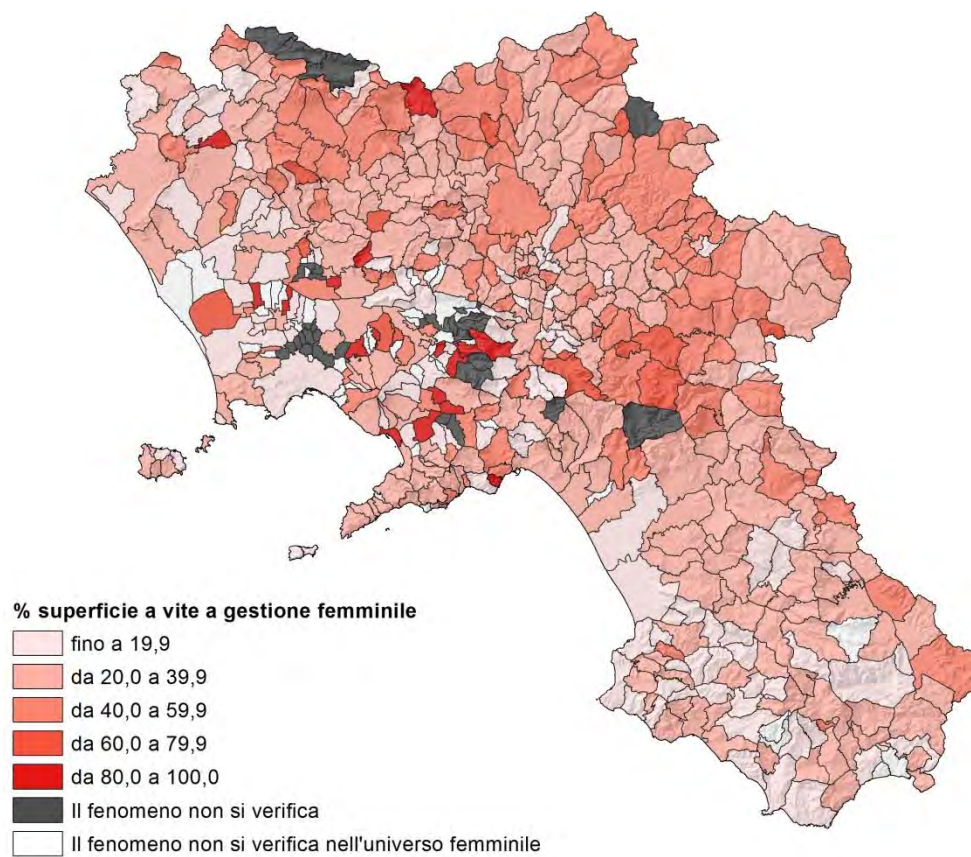 % superficie a vite a gestione femminile
fino a 19,9
da 20,0 a 39,9
da 40,0 a 59,9
da 60,0 a 79,9
da 80,0 a 100,0
Il fenomeno non si verifica
Il fenomeno non si verifica nell'universo femminile